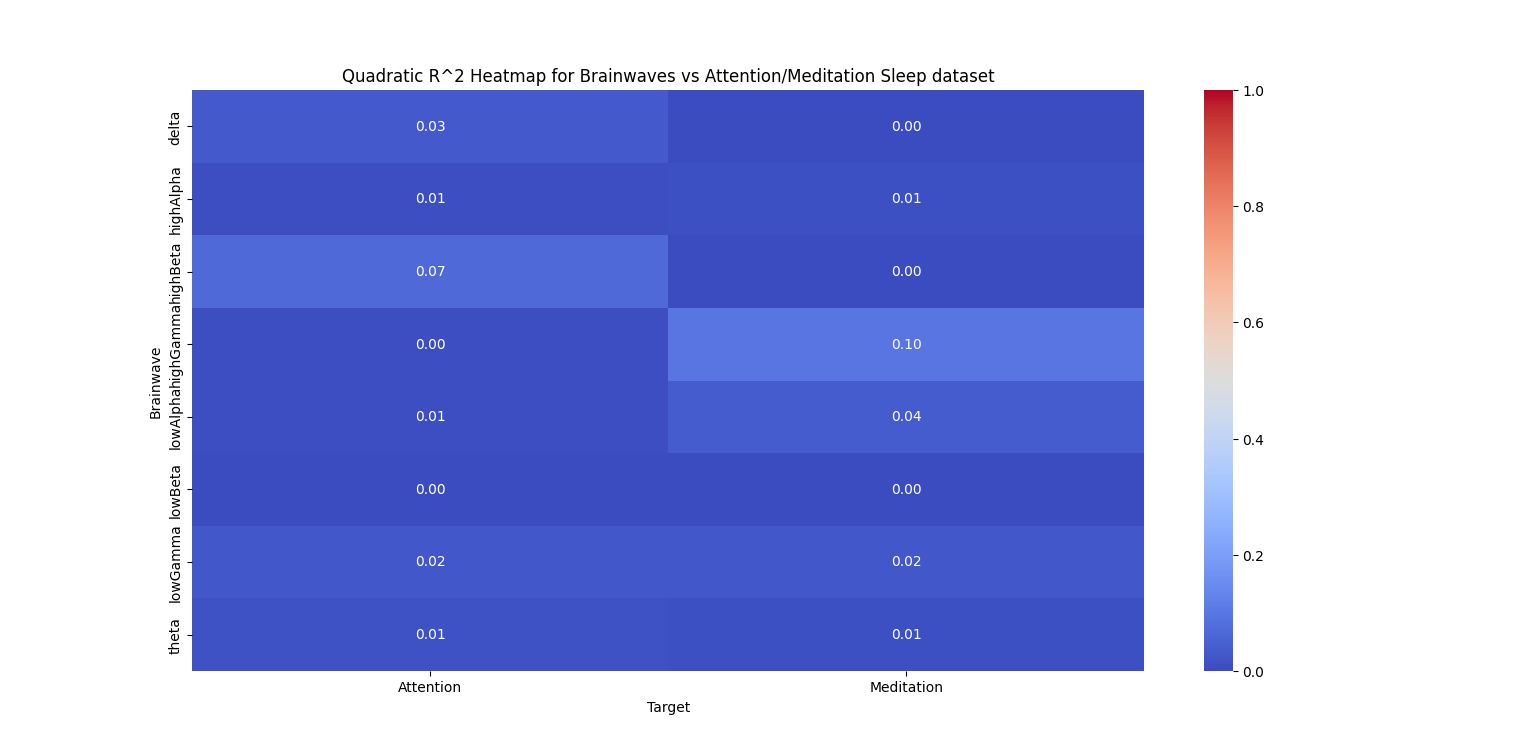 Quadratic R^2 Heatmap for Brainwaves vs Attention/Meditation Sleep dataset
Brainwave
delta
0.03
0.00
highAlpha
0.01
0.01
highBeta
0.07
0.00
highGamma
0.00
0.10
lowAlpha
0.01
0.04
lowBeta
0.00
0.00
lowGamma
0.02
0.02
theta
0.01
0.01
Attention
Meditation
Target
1.0
0.8
0.6
0.4
0.2
0.0